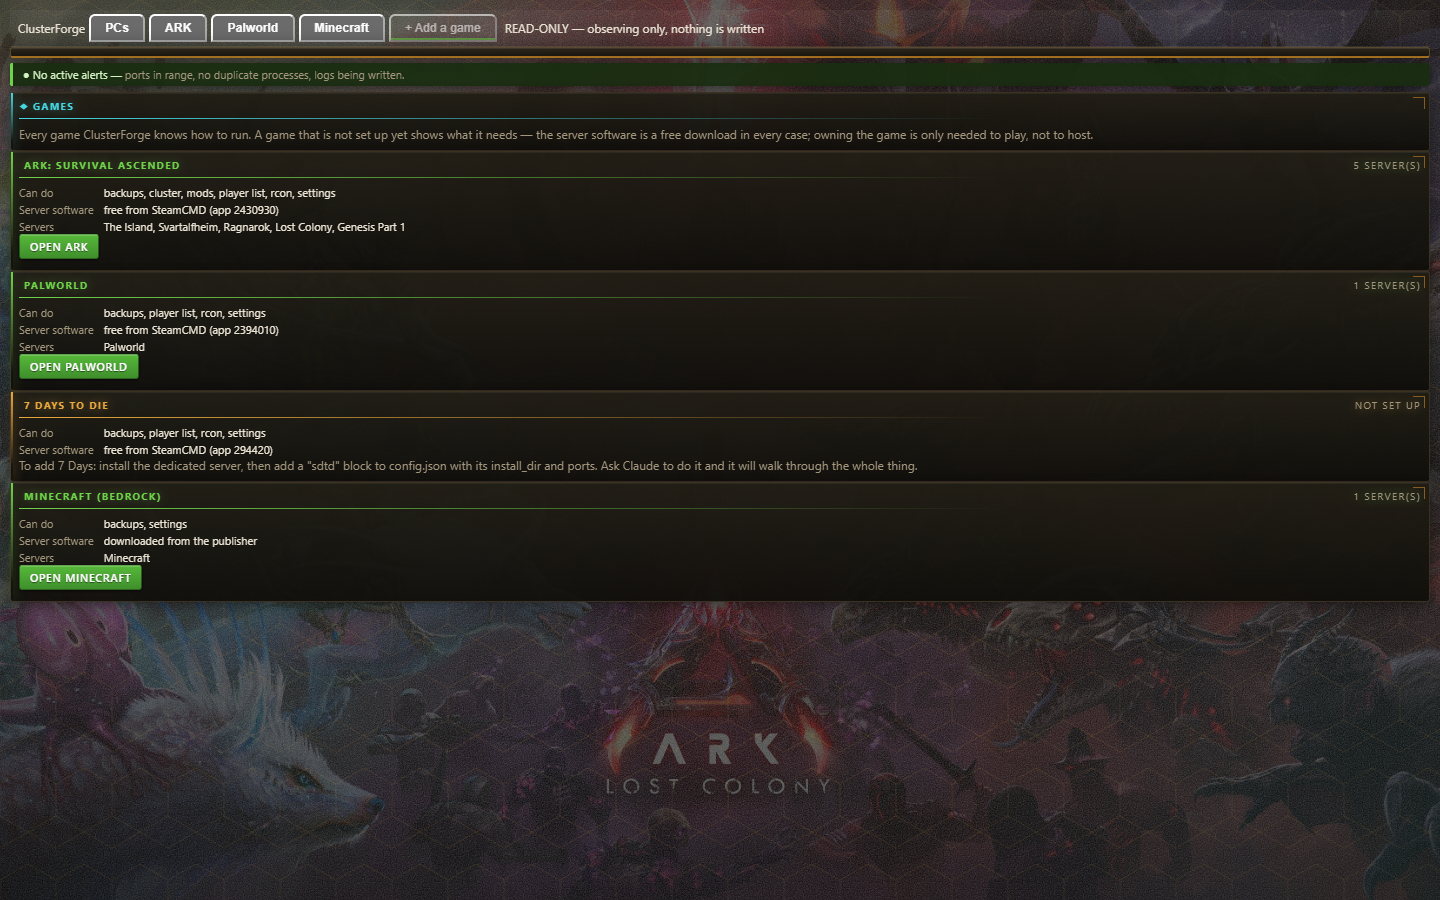 ClusterForge PCs ARK Palworld Minecraft + Add a game READ-ONLY — observing only, nothing is written
● No active alerts — ports in range, no duplicate processes, logs being written.
◆ GAMES
Every game ClusterForge knows how to run. A game that is not set up yet shows what it needs — the server software is a free download in every case; owning the game is only needed to play, not to host.
ARK: SURVIVAL ASCENDED 5 SERVER(S)
Can do backups, cluster, mods, player list, rcon, settings
Server software free from SteamCMD (app 2430930)
Servers The Island, Svartalfheim, Ragnarok, Lost Colony, Genesis Part 1
OPEN ARK
PALWORLD 1 SERVER(S)
Can do backups, player list, rcon, settings
Server software free from SteamCMD (app 2394010)
Servers Palworld
OPEN PALWORLD
7 DAYS TO DIE NOT SET UP
Can do backups, player list, rcon, settings
Server software free from SteamCMD (app 294420)
To add 7 Days: install the dedicated server, then add a "sdtd" block to config.json with its install_dir and ports. Ask Claude to do it and it will walk through the whole thing.
MINECRAFT (BEDROCK) 1 SERVER(S)
Can do backups, settings
Server software downloaded from the publisher
Servers Minecraft
OPEN MINECRAFT
ARK
LOST COLONY